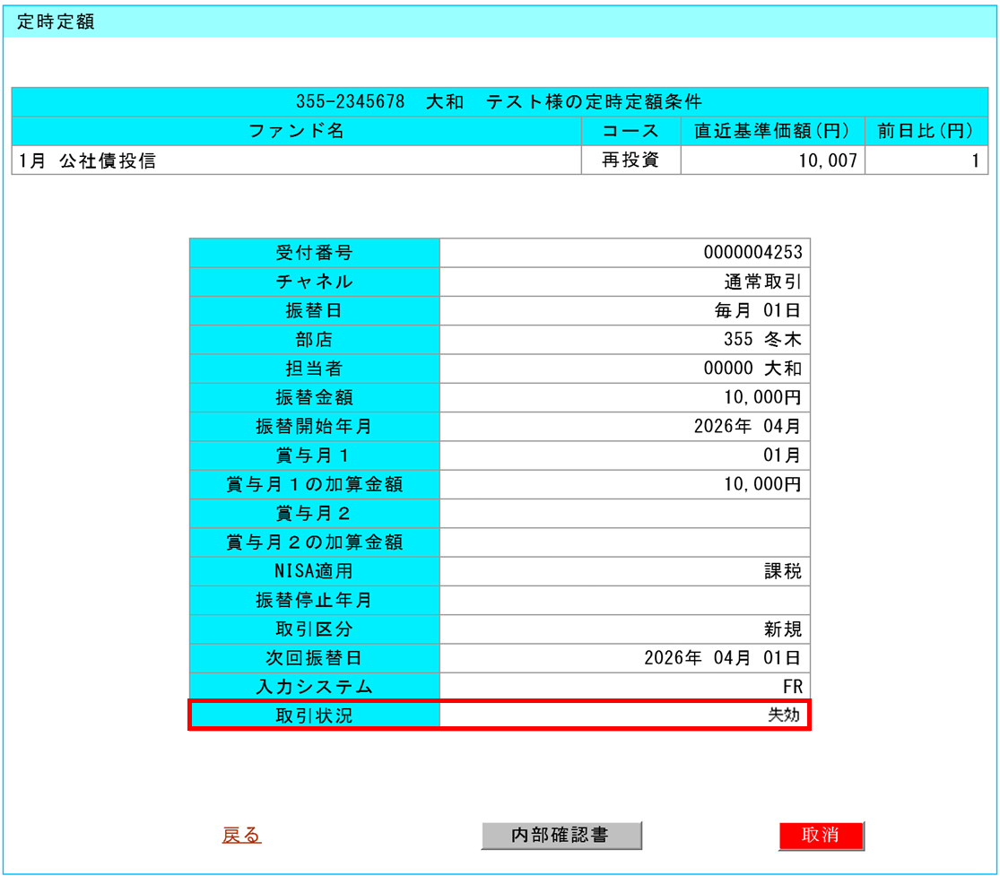 定時定額
355-2345678 大和 テスト様の定時定額条件
ファンド名 コース 直近基準価額(円) 前日比(円)
1月 公社債投信 再投資 10,007 1
受付番号 0000004253
チャネル 通常取引
振替日 毎月 01日
部店 355 冬木
担当者 00000 大和
振替金額 10,000円
振替開始年月 2026年 04月
賞与月１ 01月
賞与月１の加算金額 10,000円
賞与月２
賞与月２の加算金額
NISA適用 課税
振替停止年月
取引区分 新規
次回振替日 2026年 04月 01日
入力システム FR
取引状況 失効
戻る 内部確認書 取消